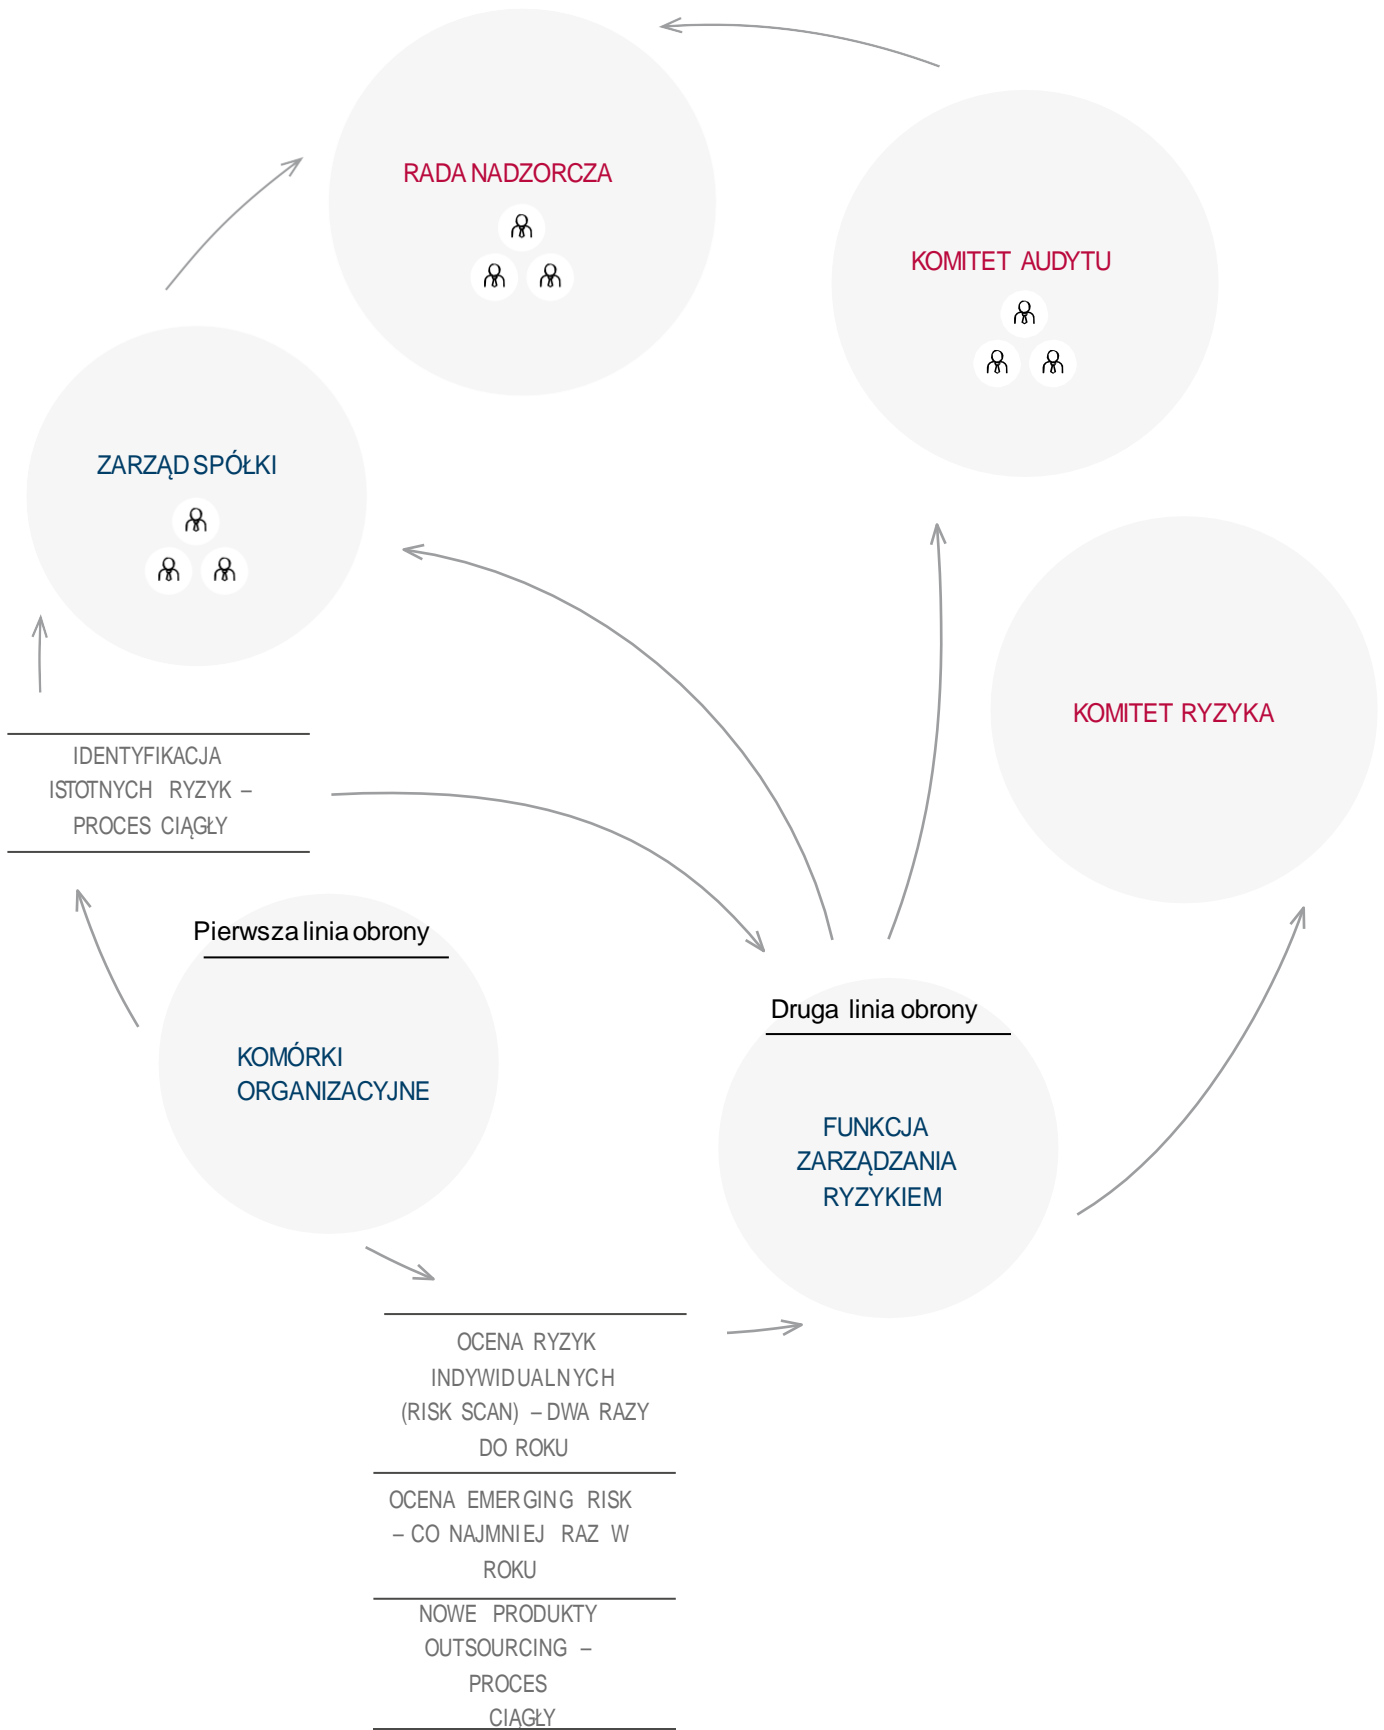 RADA NADZORCZA
KOMITET AUDYTU
ZARZĄD SPÓŁKI
KOMITET RYZYKA
IDENTYFIKACJA
ISTOTNYCH RYZYK –
PROCES CIĄGŁY
Pierwsza linia obrony
KOMÓRKI
ORGANIZACYJNE
Druga linia obrony
FUNKCJA
ZARZĄDZANIA
RYZYKIEM
OCENA RYZYK
INDYWIDUALNYCH
(RISK SCAN) – DWA RAZY
DO ROKU
OCENA EMERGING RISK
– CO NAJMNIEJ RAZ W
ROKU
NOWE PRODUKTY
OUTSOURCING –
PROCES
CIĄGŁY